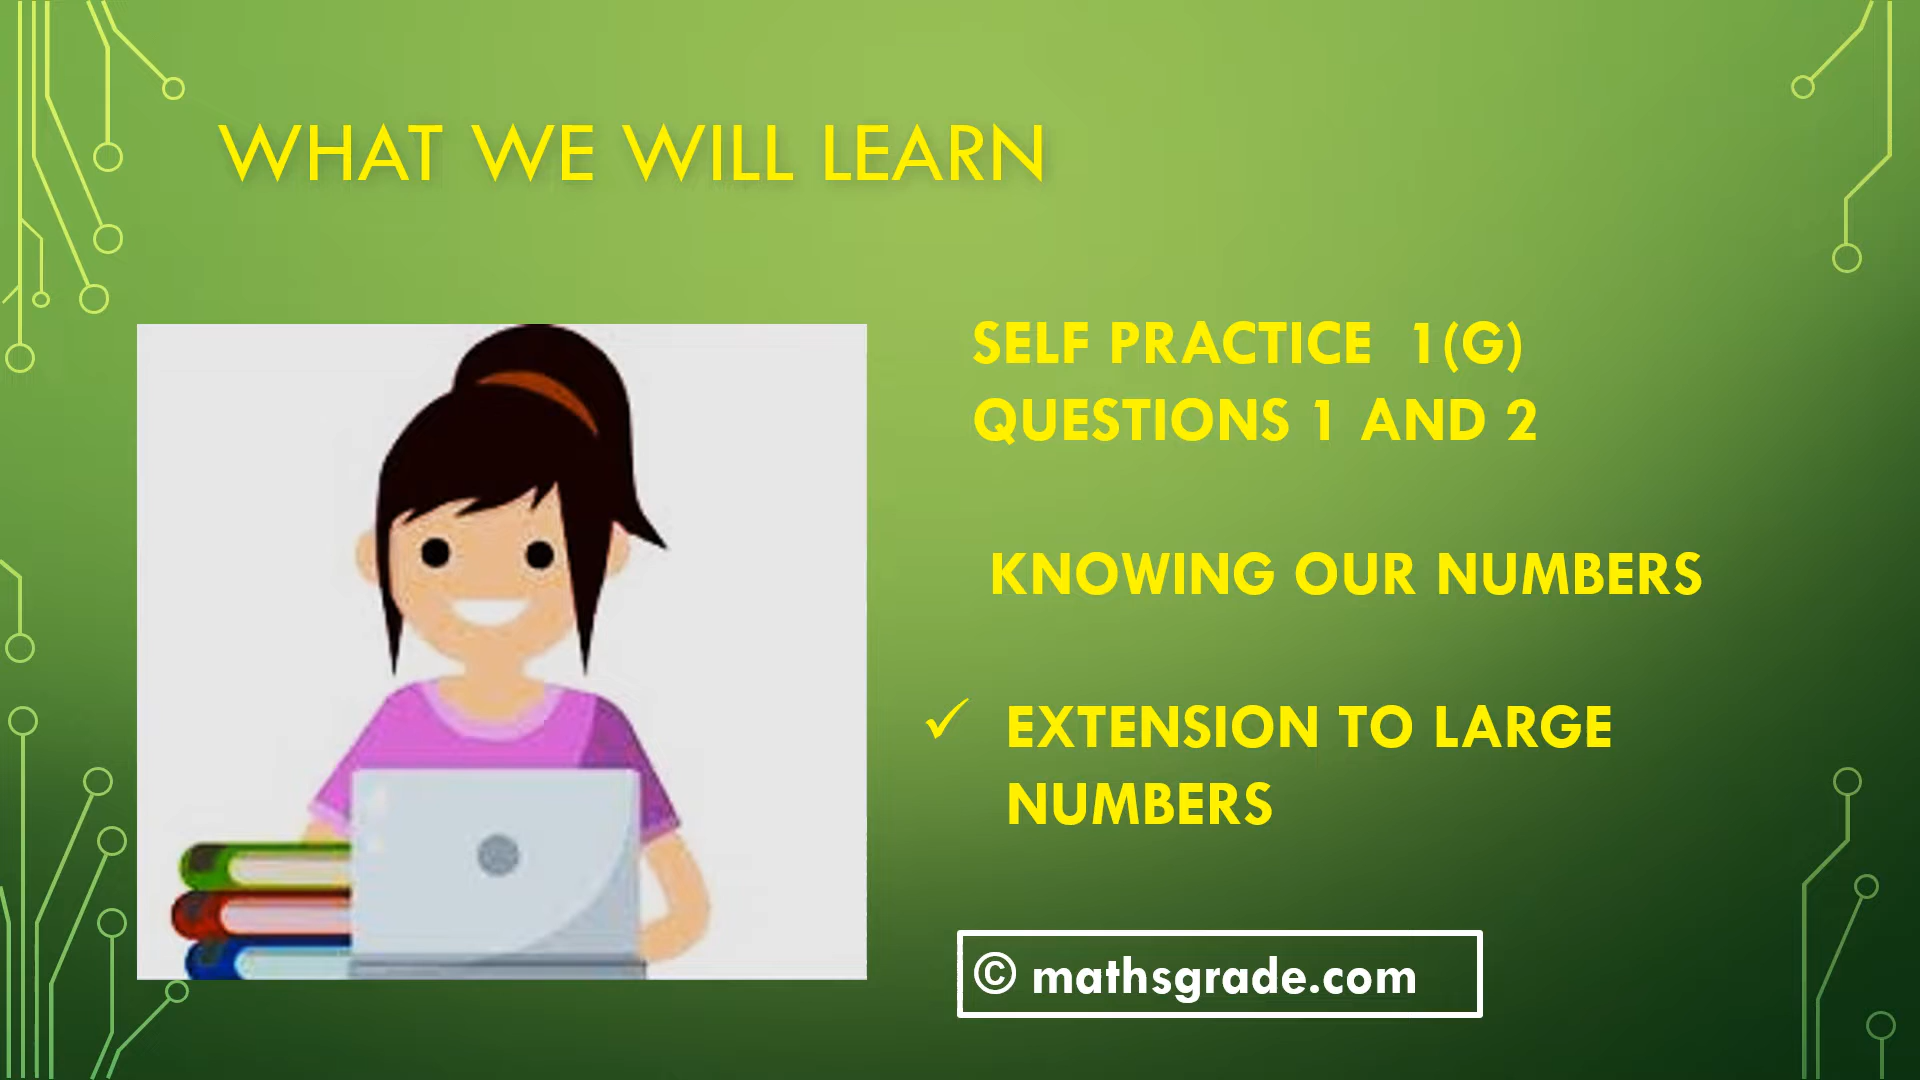 WHAT WE WILL LEARN
SELF PRACTICE 1(G)
QUESTIONS 1 AND 2
KNOWING OUR NUMBERS
✓ EXTENSION TO LARGE
NUMBERS
© mathsgrade.com